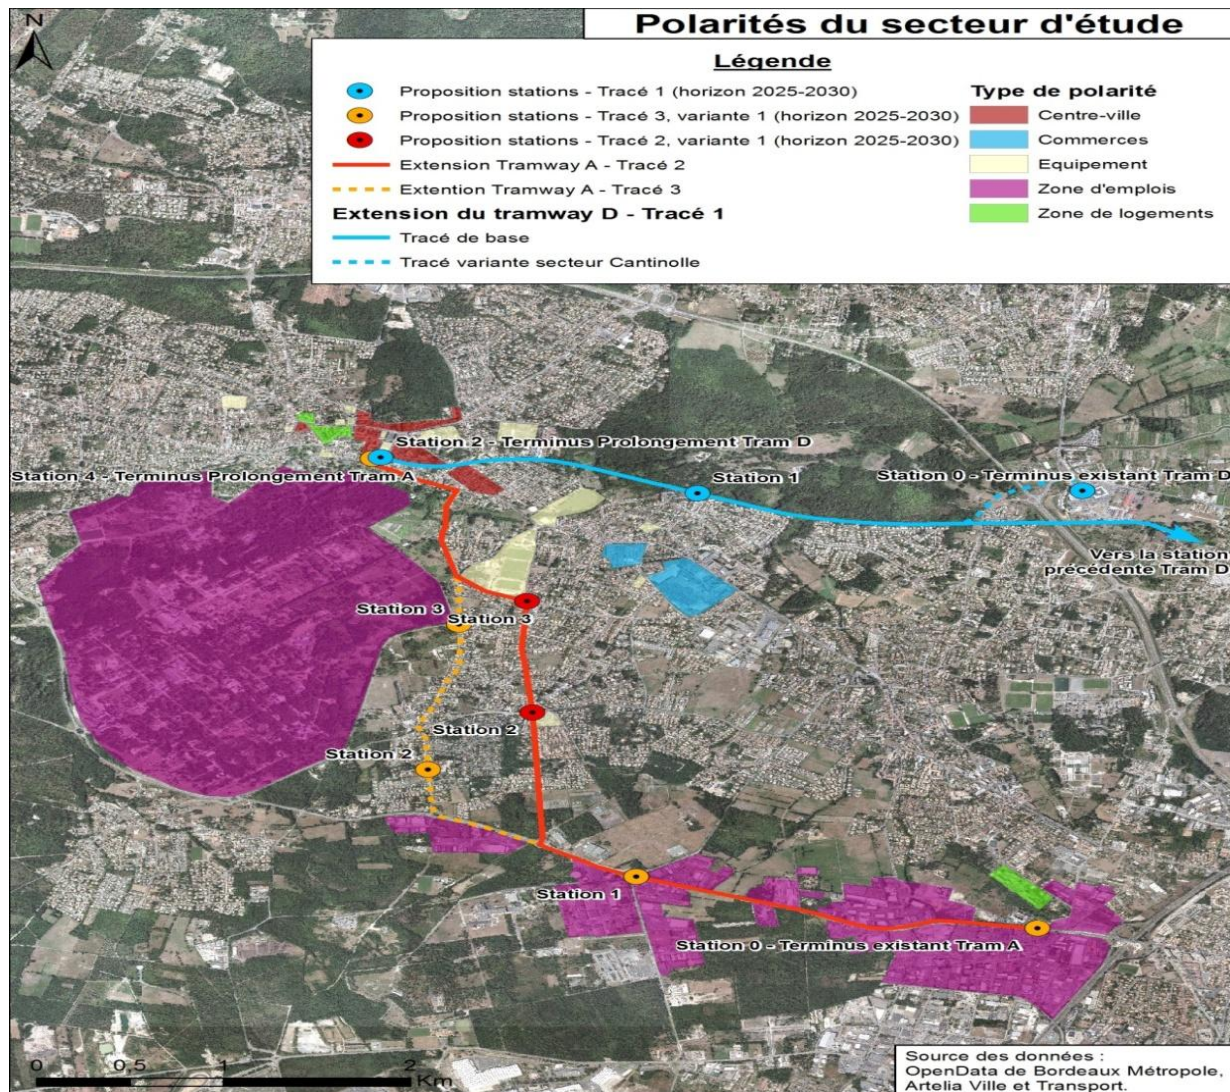 Polarités du secteur d'étude
N
Légende
Proposition stations - Tracé 1 (horizon 2025-2030)
Proposition stations - Tracé 3, variante 1 (horizon 2025-2030)
Proposition stations - Tracé 2, variante 1 (horizon 2025-2030)
Extension Tramway A - Tracé 2
Extention Tramway A - Tracé 3
Extension du tramway D - Tracé 1
Tracé de base
Tracé variante secteur Cantinolle
Type de polarité
Centre-ville
Commerces
Equipement
Zone d'emplois
Zone de logements
Station 2 - Terminus Prolongement Tram D
Station 4 - Terminus Prolongement Tram A
Station 1
Station 0 - Terminus existant Tram D
Vers la station
précédente Tram D
Station 3
Station 3
Station 2
Station 2
Station 1
Station 0 - Terminus existant Tram A
0 0,5 1 2
Km
Source des données :
OpenData de Bordeaux Métropole,
Artelia Ville et Transport.